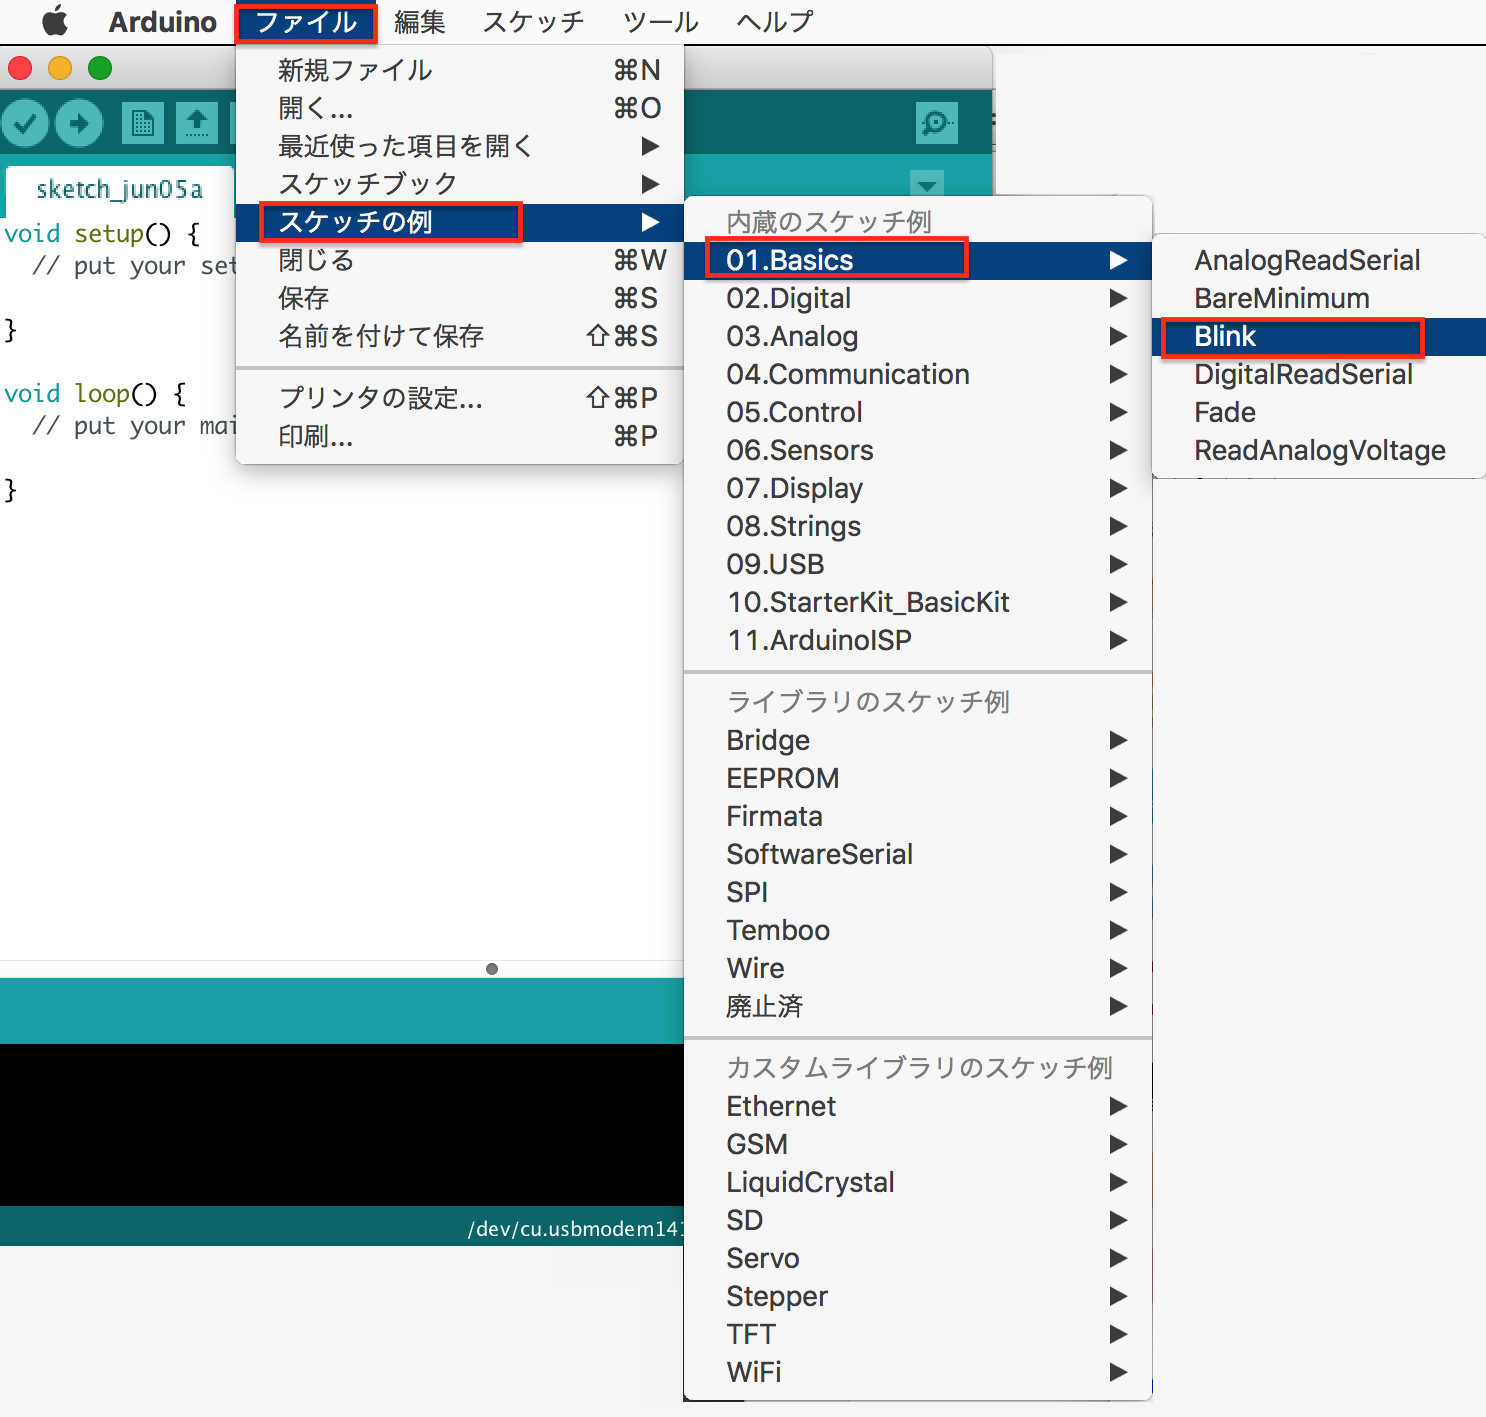 Arduino ファイル 編集 スケッチ ツール ヘルプ
新規ファイル ⌘N
開く... ⌘O
最近使った項目を開く ▶
スケッチブック ▶
スケッチの例 ▶
閉じる ⌘W
保存 ⌘S
名前を付けて保存 ⇧⌘S
プリンタの設定... ⇧⌘P
印刷... ⌘P
sketch_jun05a
void setup() {
// put your set
}
void loop() {
// put your mai
}
内蔵のスケッチ例
01.Basics ▶
02.Digital ▶
03.Analog ▶
04.Communication ▶
05.Control ▶
06.Sensors ▶
07.Display ▶
08.Strings ▶
09.USB ▶
10.StarterKit_BasicKit ▶
11.ArduinoISP ▶
ライブラリのスケッチ例
Bridge ▶
EEPROM ▶
Firmata ▶
SoftwareSerial ▶
SPI ▶
Temboo ▶
Wire ▶
廃止済 ▶
カスタムライブラリのスケッチ例
Ethernet ▶
GSM ▶
LiquidCrystal ▶
SD ▶
Servo ▶
Stepper ▶
TFT ▶
WiFi ▶
AnalogReadSerial
BareMinimum
Blink
DigitalReadSerial
Fade
ReadAnalogVoltage
/dev/cu.usbmodem141